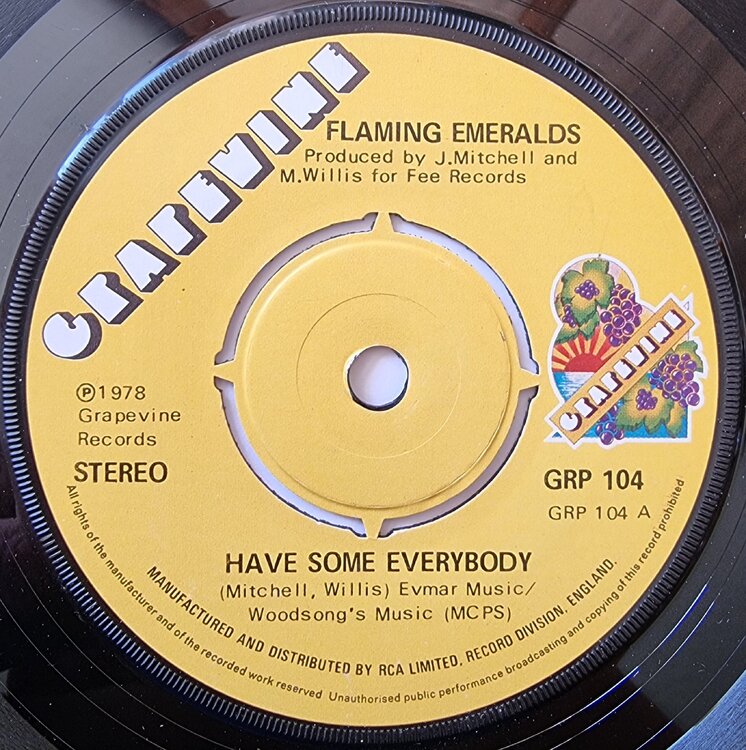 GRAPEVINE
FLAMING EMERALDS
Produced by J.Mitchell and
M.Willis for Fee Records
GRAPEVINE
℗1978
Grapevine
Records
STEREO
GRP 104
GRP 104 A
HAVE SOME EVERYBODY
(Mitchell, Willis) Evmar Music/
Woodsong's Music (MCPS)
MANUFACTURED AND DISTRIBUTED BY RCA LIMITED, RECORD DIVISION, ENGLAND.
All rights of the manufacturer and of the recorded work reserved Unauthorised public performance broadcasting and copying of this record prohibited